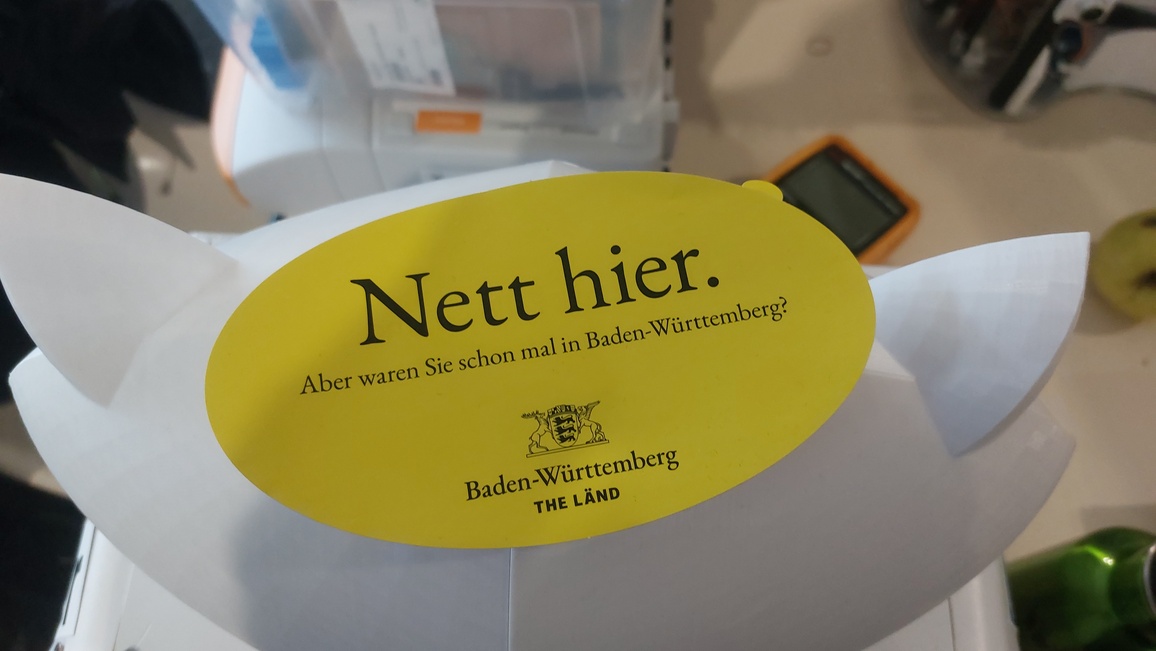 Nett hier.
Aber waren Sie schon mal in Baden-Württemberg?
Baden-Württemberg
THE LÄND